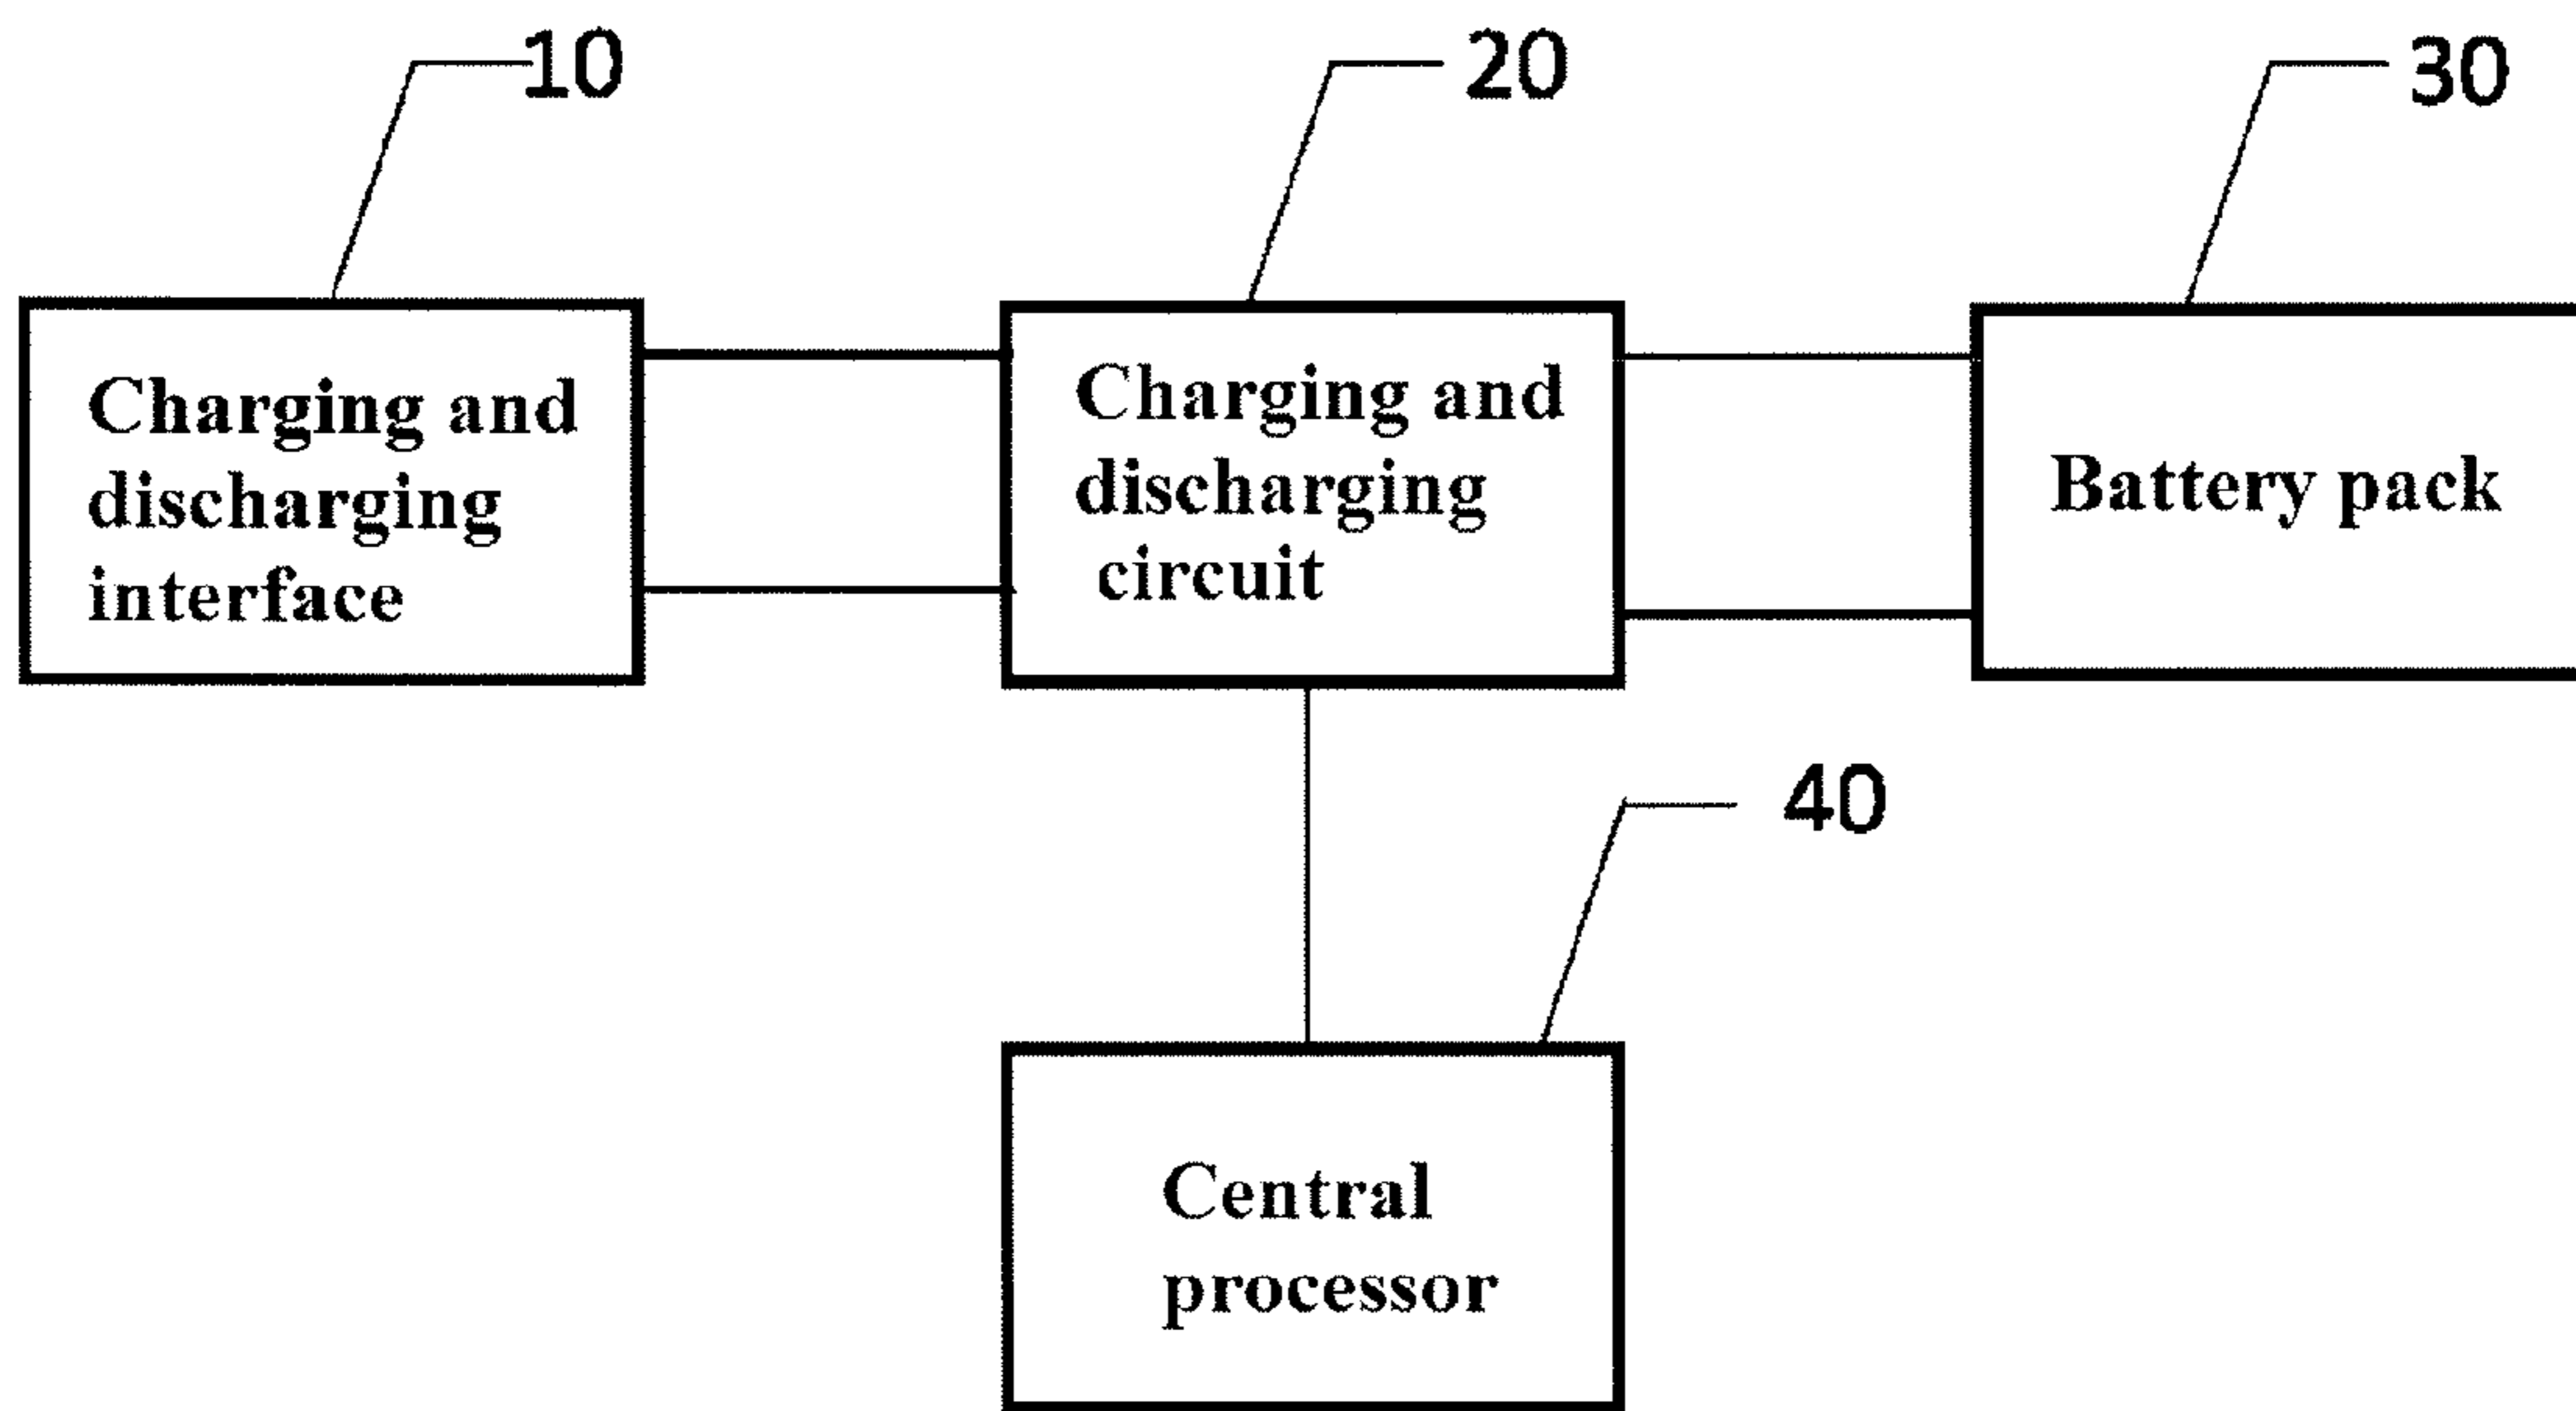 10
20
30
Charging and
discharging
interface
Charging and
discharging
circuit
Battery pack
40
Central
processor